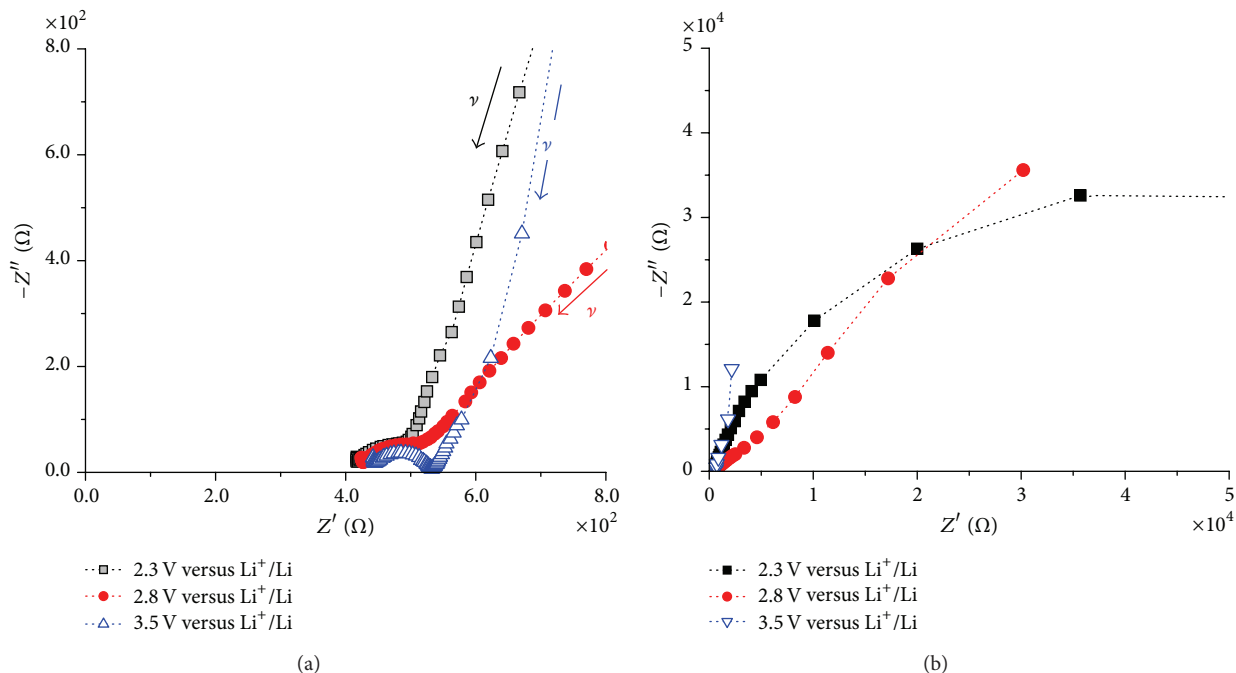 ×10²
8.0
6.0
4.0
2.0
0.0
−Z″ (Ω)
ν
ν
ν
0.0 2.0 4.0 6.0 8.0
Z′ (Ω) ×10²
2.3 V versus Li⁺/Li
2.8 V versus Li⁺/Li
3.5 V versus Li⁺/Li
(a)
×10⁴
5
4
3
2
1
0
−Z″ (Ω)
0 1 2 3 4 5
Z′ (Ω) ×10⁴
2.3 V versus Li⁺/Li
2.8 V versus Li⁺/Li
3.5 V versus Li⁺/Li
(b)